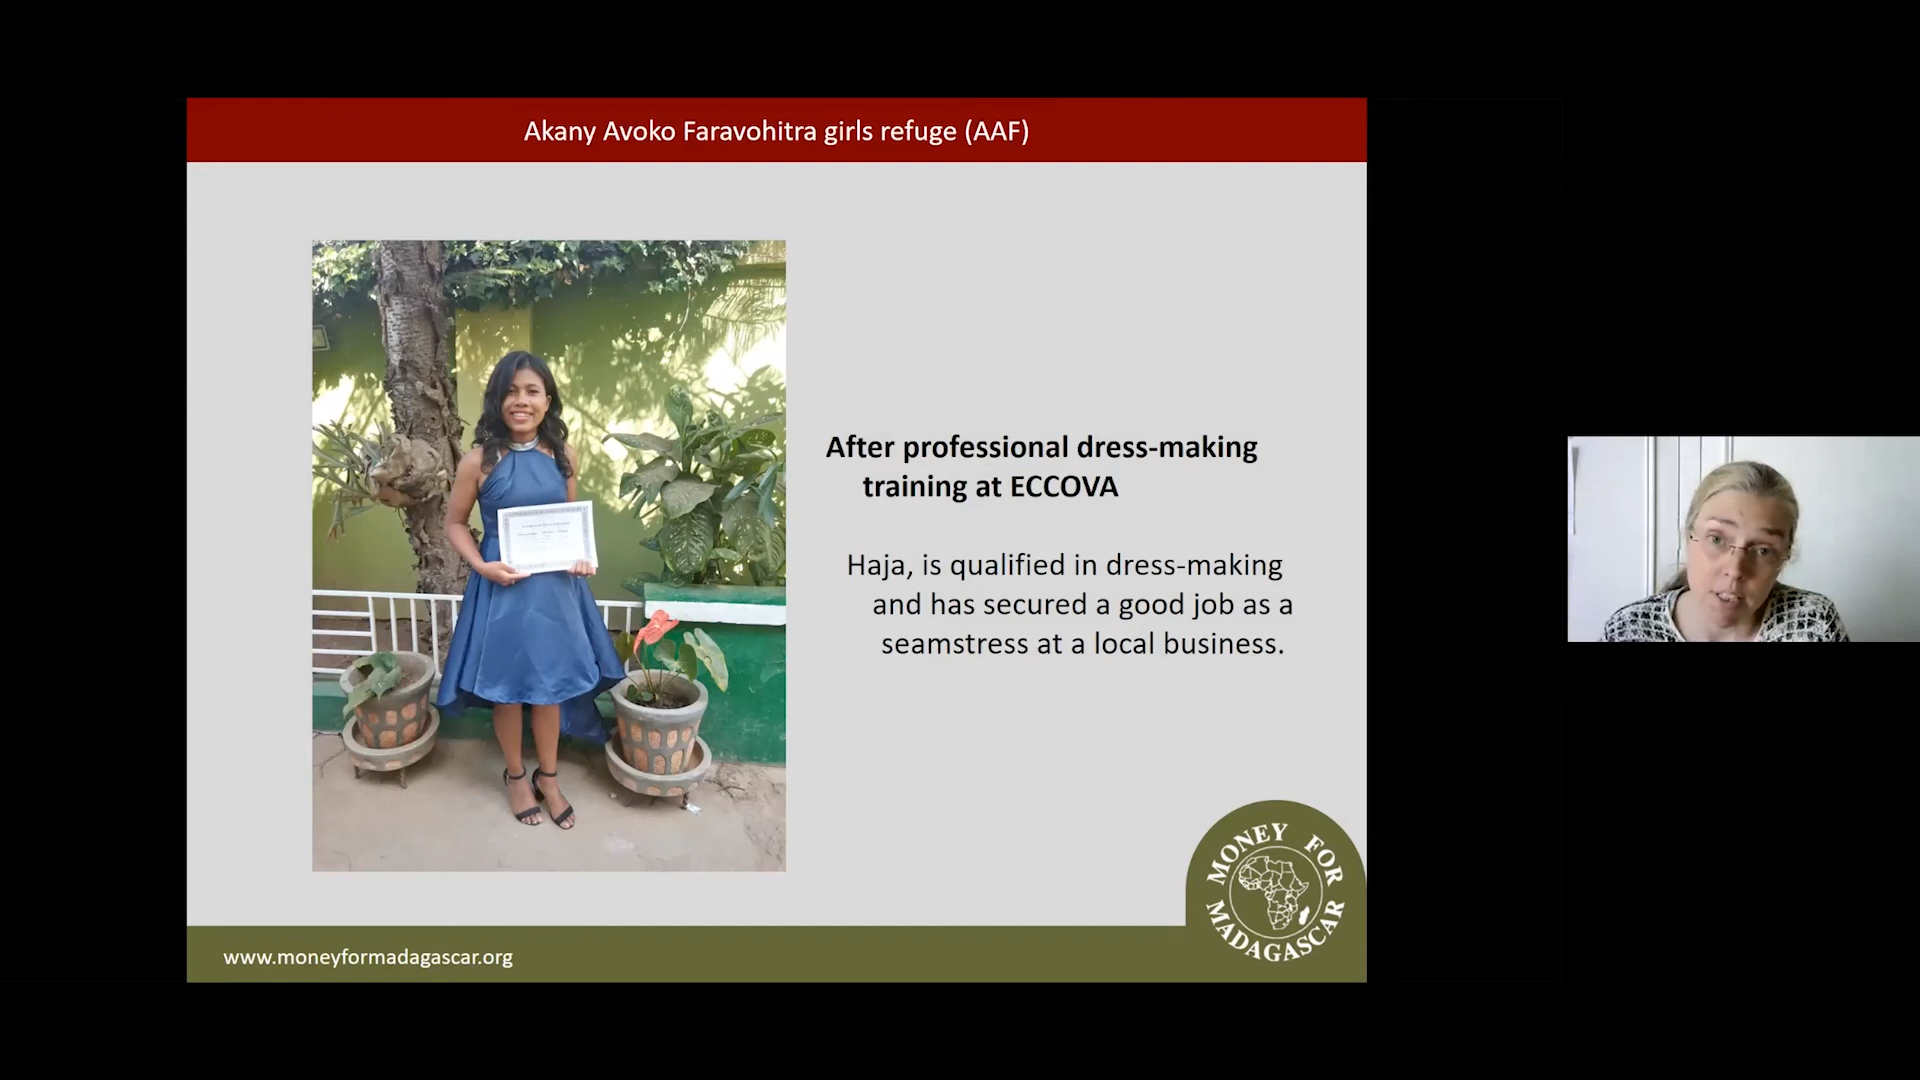 Akany Avoko Faravohitra girls refuge (AAF)
After professional dress-making
training at ECCOVA
Haja, is qualified in dress-making
and has secured a good job as a
seamstress at a local business.
MONEY FOR
MADAGASCAR
www.moneyformadagascar.org